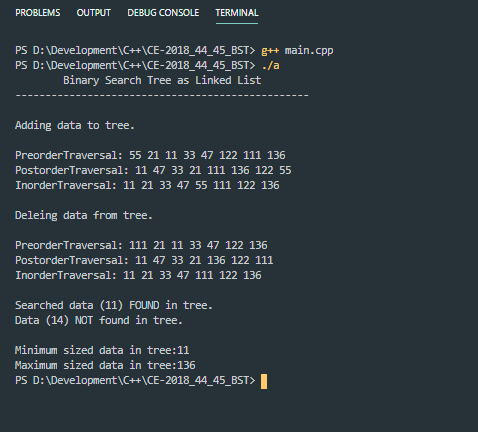 PROBLEMS OUTPUT DEBUG CONSOLE TERMINAL
PS D:\Development\C++\CE-2018_44_45_BST> g++ main.cpp
PS D:\Development\C++\CE-2018_44_45_BST> ./a
Binary Search Tree as Linked List
-------------------------------------------------
Adding data to tree.
PreorderTraversal: 55 21 11 33 47 122 111 136
PostorderTraversal: 11 47 33 21 111 136 122 55
InorderTraversal: 11 21 33 47 55 111 122 136
Deleing data from tree.
PreorderTraversal: 111 21 11 33 47 122 136
PostorderTraversal: 11 47 33 21 136 122 111
InorderTraversal: 11 21 33 47 111 122 136
Searched data (11) FOUND in tree.
Data (14) NOT found in tree.
Minimum sized data in tree:11
Maximum sized data in tree:136
PS D:\Development\C++\CE-2018_44_45_BST>